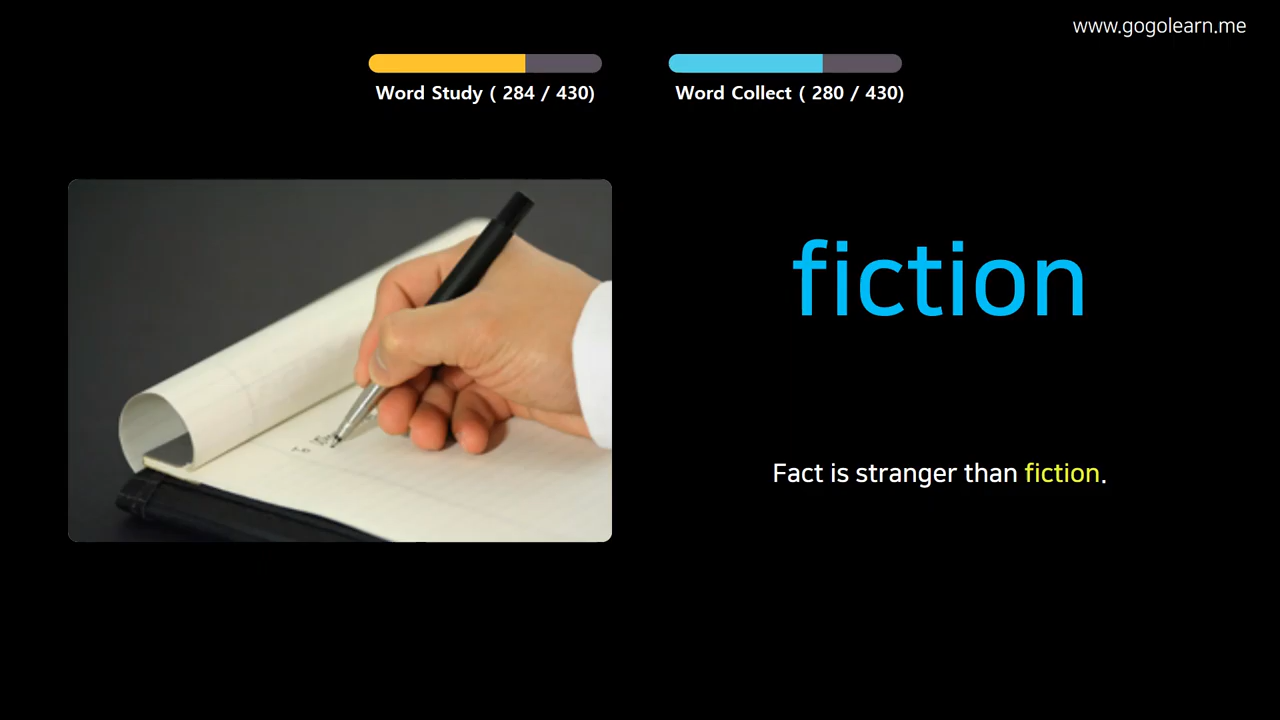 www.gogolearn.me
Word Study ( 284 / 430)
Word Collect ( 280 / 430)
fiction
Fact is stranger than fiction.